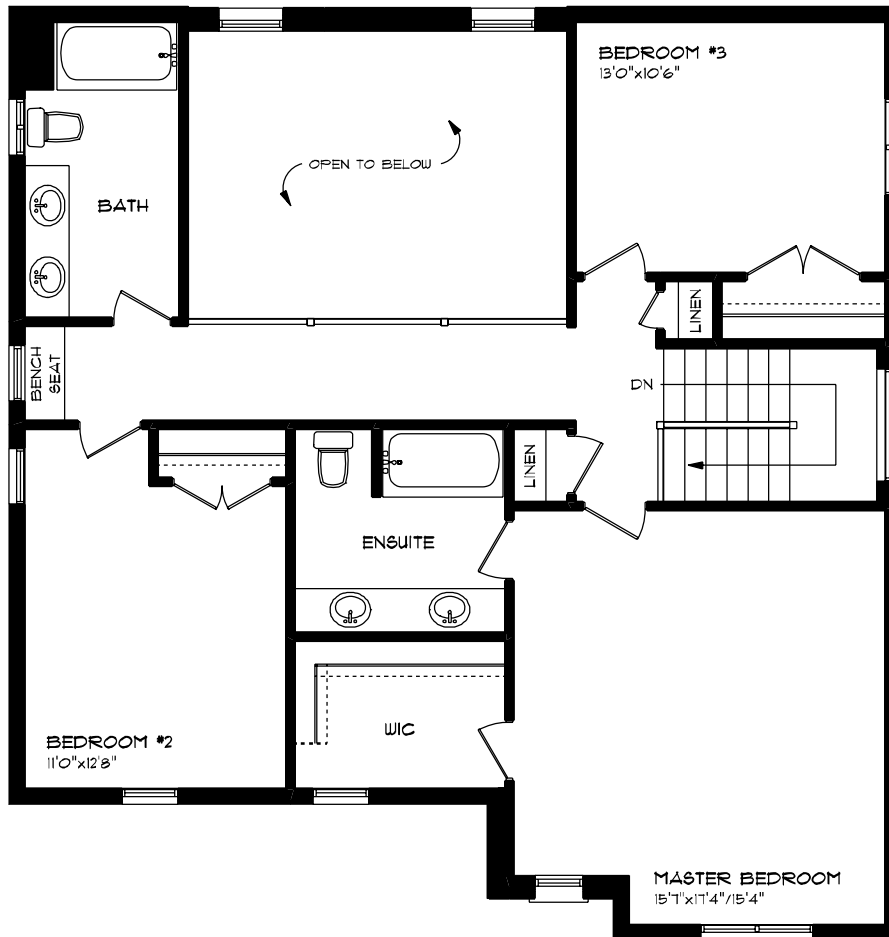 BEDROOM #3
13'0"x10'6"
OPEN TO BELOW
BATH
LINEN
BENCH
SEAT
DN
LINEN
ENSUITE
WIC
BEDROOM #2
11'0"x12'8"
MASTER BEDROOM
15'7"x17'4"/15'4"